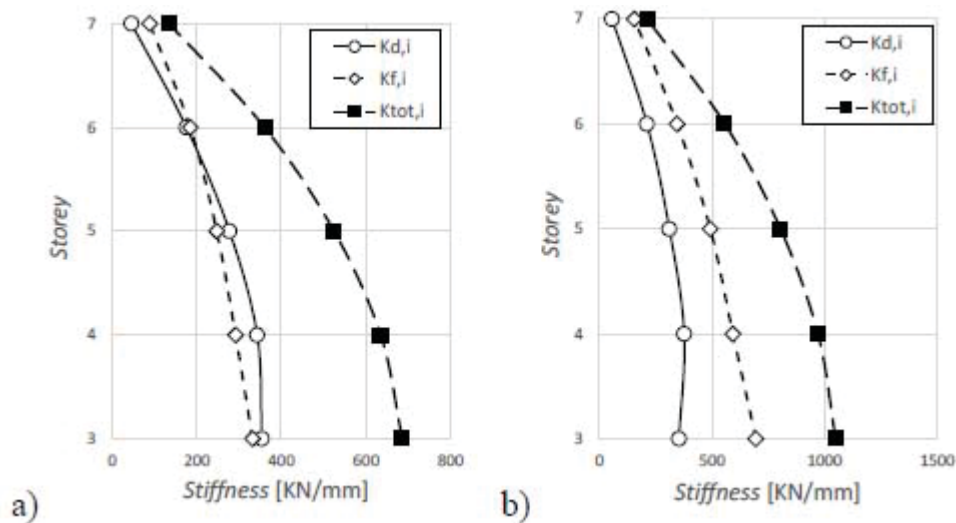 7
6
5
4
3
Storey
Kd,i
Kf,i
Ktot,i
0 200 400 600 800
Stiffness [KN/mm]
a)
7
6
5
4
3
Storey
Kd,i
Kf,i
Ktot,i
0 500 1000 1500
Stiffness [KN/mm]
b)